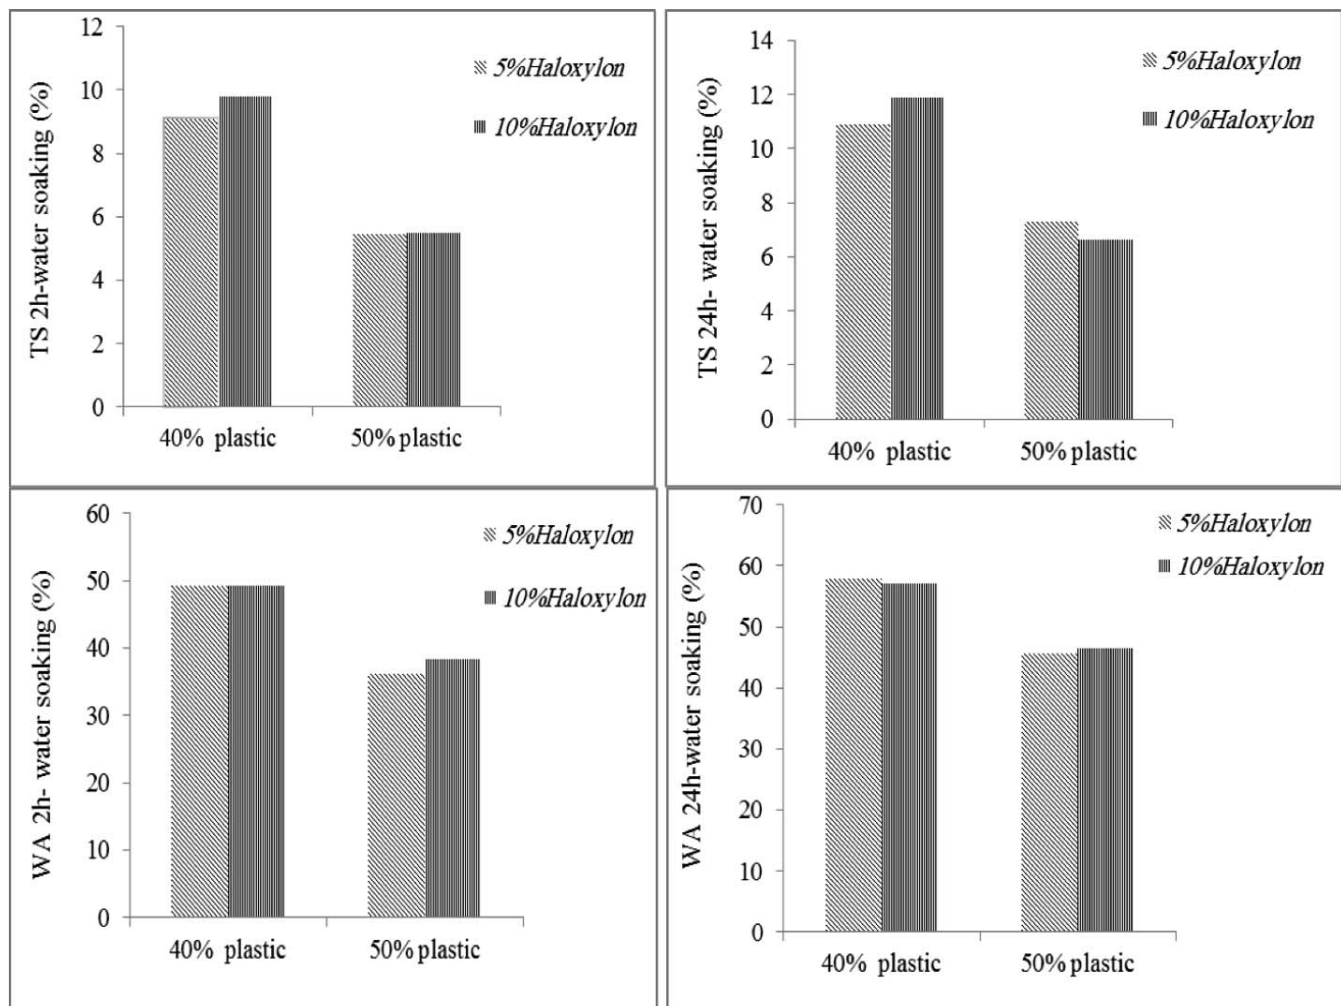 TS 2h-water soaking (%)
12
10
8
6
4
2
0
40% plastic
50% plastic
5%Haloxylon
10%Haloxylon
TS 24h- water soaking (%)
14
12
10
8
6
4
2
0
40% plastic
50% plastic
5%Haloxylon
10%Haloxylon
WA 2h- water soaking (%)
60
50
40
30
20
10
0
40% plastic
50% plastic
5%Haloxylon
10%Haloxylon
WA 24h-water soaking (%)
70
60
50
40
30
20
10
0
40% plastic
50% plastic
5%Haloxylon
10%Haloxylon